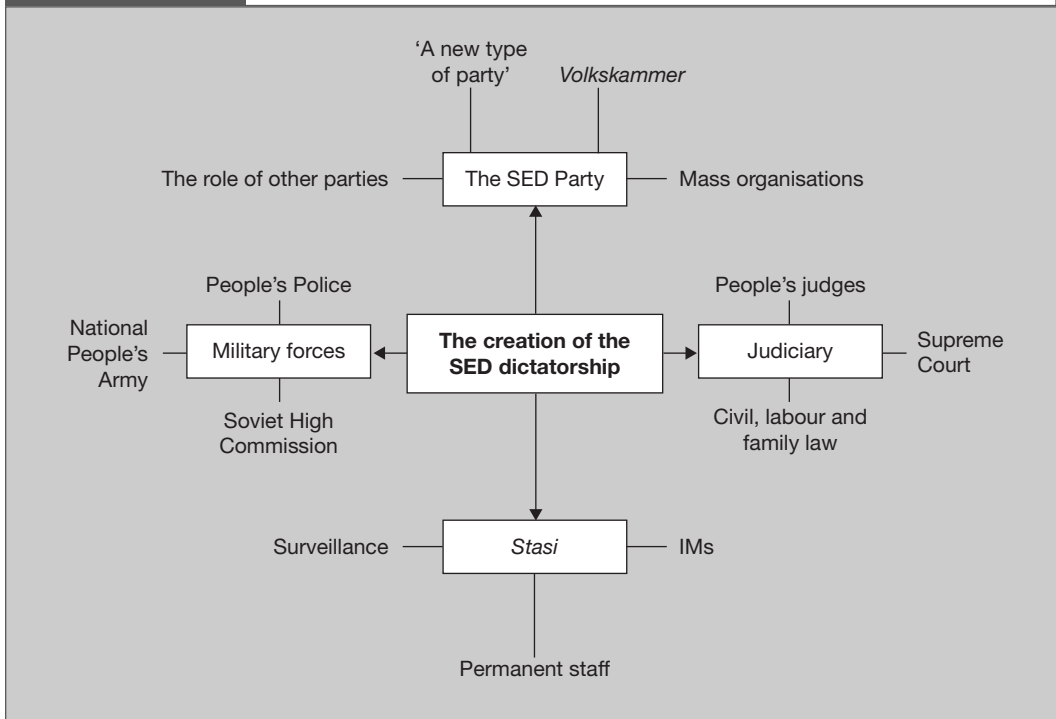 ‘A new type
of party’
Volkskammer
The role of other parties
The SED Party
Mass organisations
People’s Police
People’s judges
National
People’s
Army
Military forces
The creation of the
SED dictatorship
Judiciary
Supreme
Court
Soviet High
Commission
Civil, labour and
family law
Surveillance
Stasi
IMs
Permanent staff